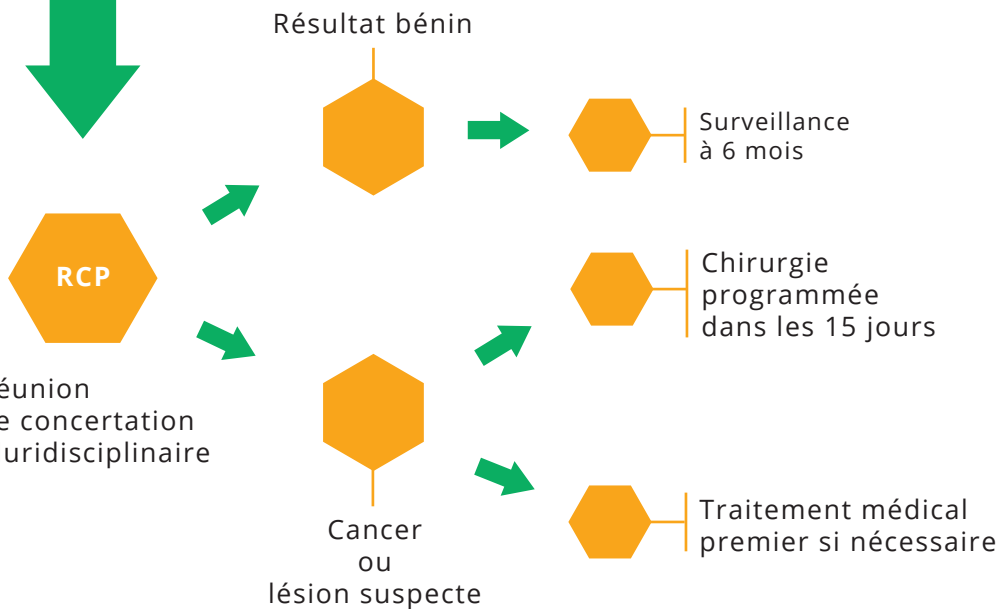 Résultat bénin
Surveillance
à 6 mois
RCP
éunion
e concertation
uridisciplinaire
Chirurgie
programmée
dans les 15 jours
Cancer
ou
lésion suspecte
Traitement médical
premier si nécessaire